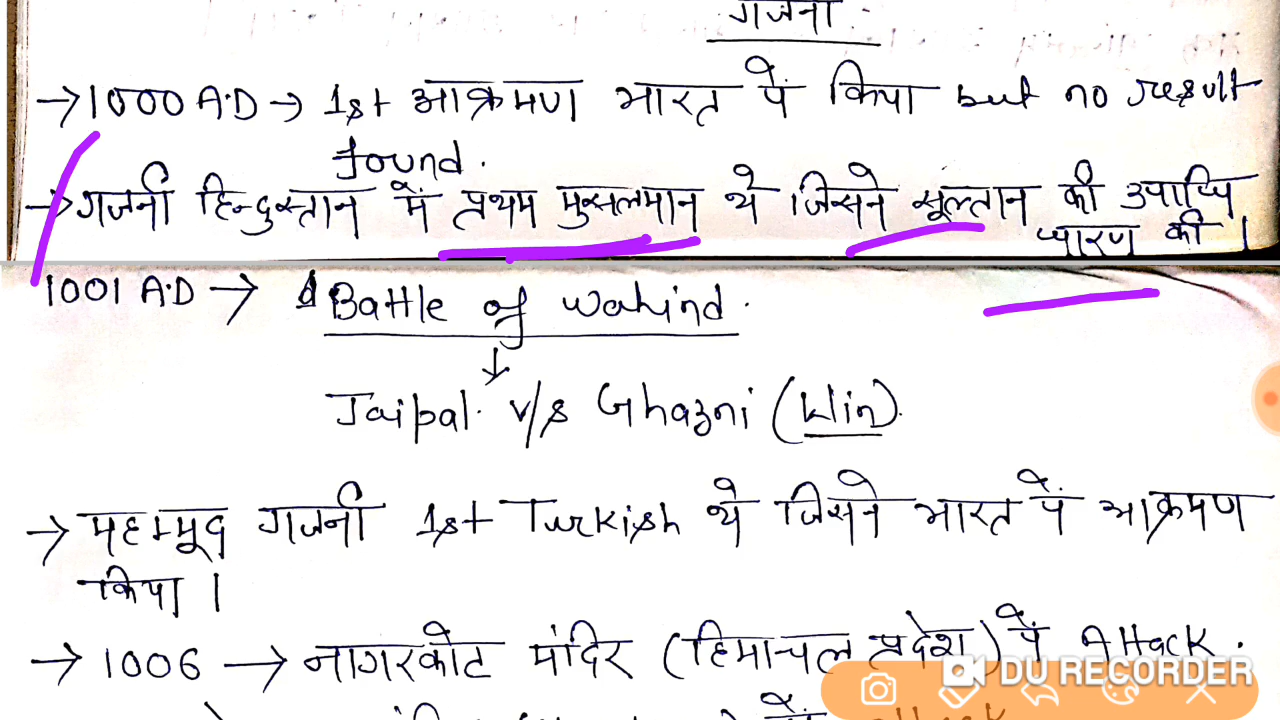 गजनी
→ 1000 A.D → 1st आक्रमण भारत पे किया but no result
found.
→ गजनी हिन्दुस्तान में प्रथम मुसलमान थे जिसने सुल्तान की उपाधि
धारण की ।
1001 A.D → Battle of Wahind.
↓
Jaipal v/s Ghazni (Win).
→ महम्मूद गजनी 1st Turkish थे जिसने भारत पें आक्रमण
किया ।
→ 1006 → नागरकोट मंदिर (हिमाचल प्रदेश) पें Attack.
DU RECORDER